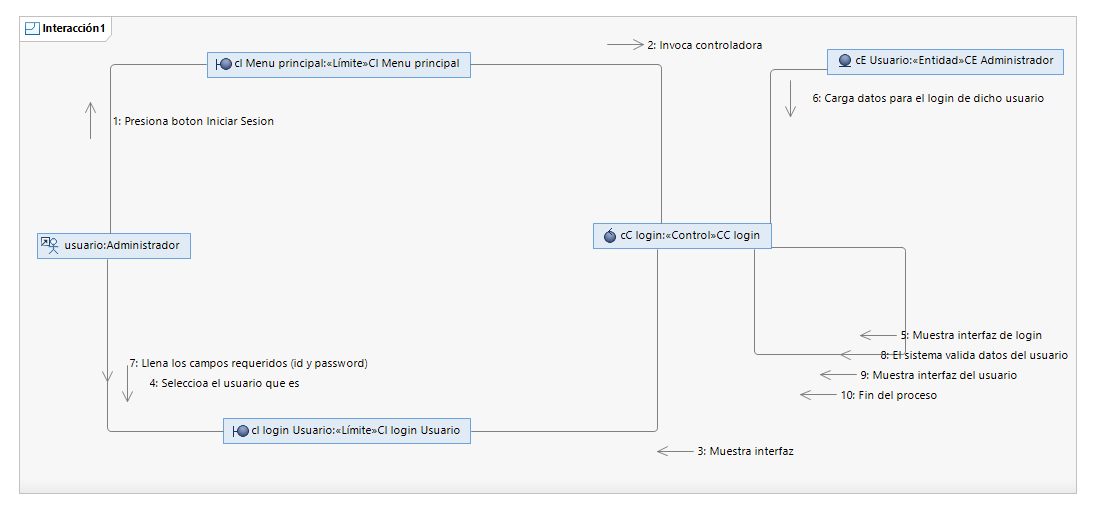 Interacción1
cI Menu principal:«Límite»CI Menu principal
2: Invoca controladora
cE Usuario:«Entidad»CE Administrador
6: Carga datos para el login de dicho usuario
1: Presiona boton Iniciar Sesion
usuario:Administrador
cC login:«Control»CC login
5: Muestra interfaz de login
8: El sistema valida datos del usuario
7: Llena los campos requeridos (id y password)
9: Muestra interfaz del usuario
4: Seleccioa el usuario que es
10: Fin del proceso
cI login Usuario:«Límite»CI login Usuario
3: Muestra interfaz